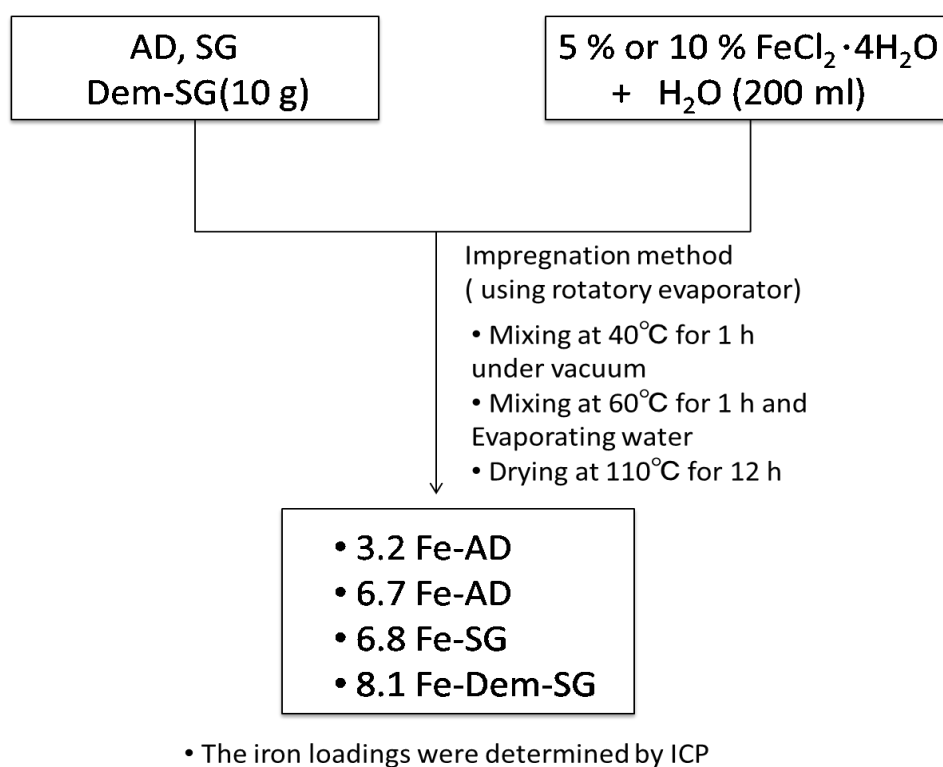 AD, SG
Dem-SG(10 g)
5 % or 10 % FeCl₂·4H₂O
+ H₂O (200 ml)
Impregnation method
( using rotatory evaporator)
• Mixing at 40℃ for 1 h
under vacuum
• Mixing at 60℃ for 1 h and
Evaporating water
• Drying at 110℃ for 12 h
• 3.2 Fe-AD
• 6.7 Fe-AD
• 6.8 Fe-SG
• 8.1 Fe-Dem-SG
• The iron loadings were determined by ICP